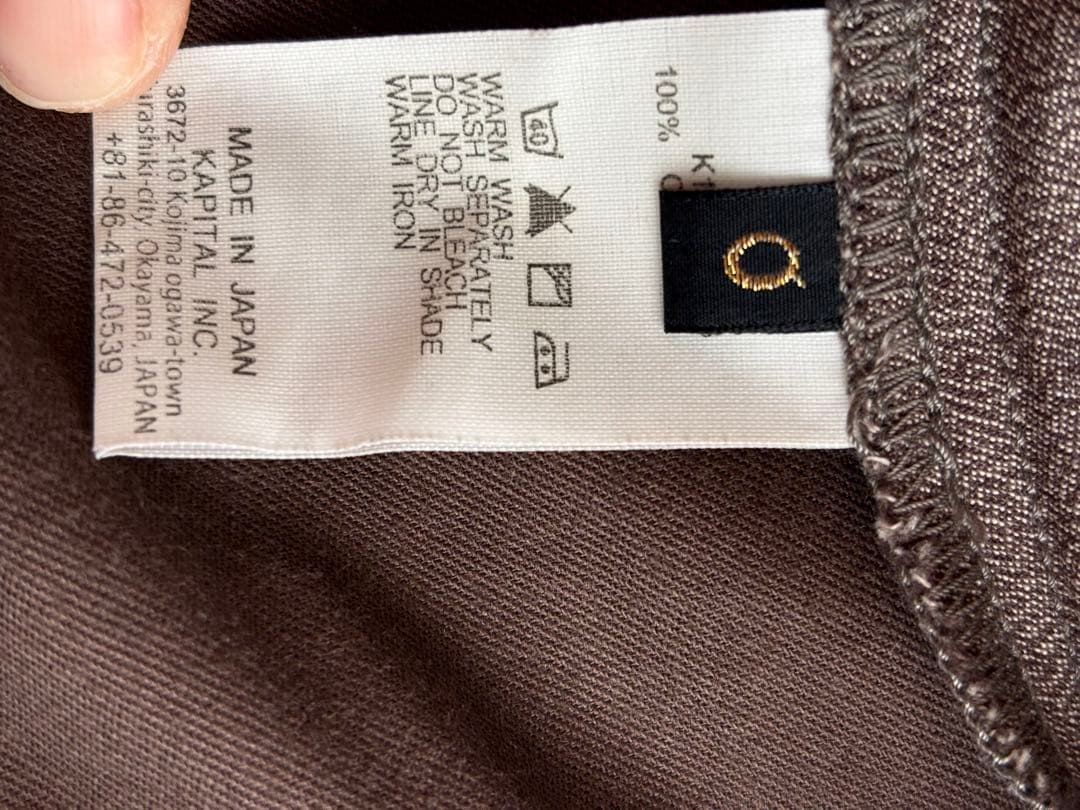 100%
40
WARM WASH
WASH SEPARATELY
DO NOT BLEACH
LINE DRY IN SHADE
WARM IRON
MADE IN JAPAN
KAPITAL INC.
3672-10 Kojima ogawa-town
Okayama, JAPAN
+81-86-472-0539